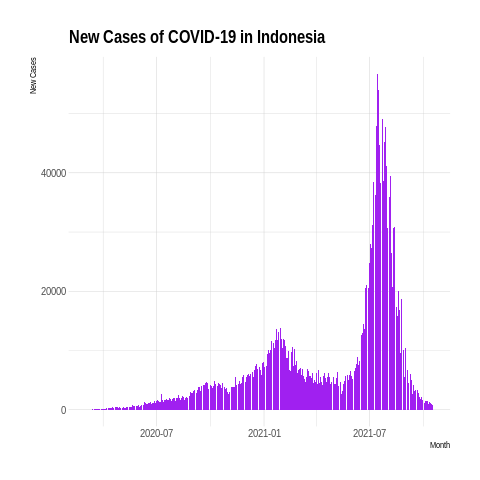 New Cases of COVID-19 in Indonesia
New Cases
40000
20000
0
2020-07 2021-01 2021-07
Month